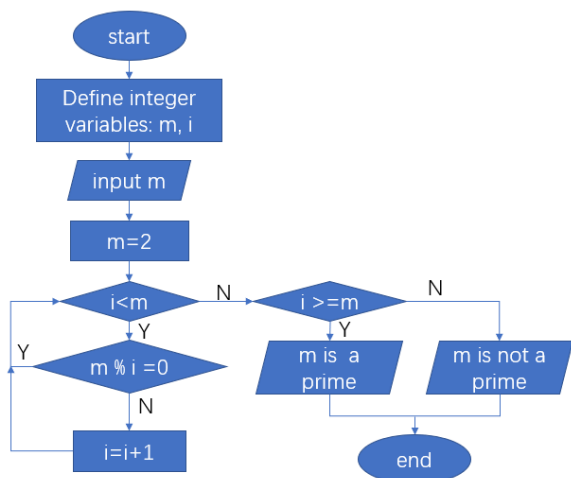 start
Define integer
variables: m, i
input m
m=2
i<m
N
i >=m
N
Y
Y
Y
m % i =0
m is a
prime
m is not a
prime
N
i=i+1
end